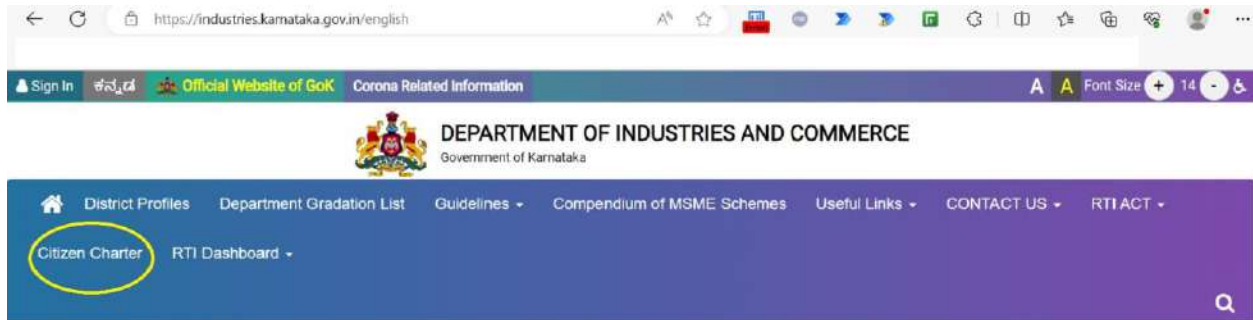 https://industries.karnataka.gov.in/english
Sign In ಕನ್ನಡ Official Website of GoK Corona Related Information A A Font Size + 14 -
DEPARTMENT OF INDUSTRIES AND COMMERCE
Government of Karnataka
District Profiles Department Gradation List Guidelines Compendium of MSME Schemes Useful Links CONTACT US RTI ACT
Citizen Charter RTI Dashboard